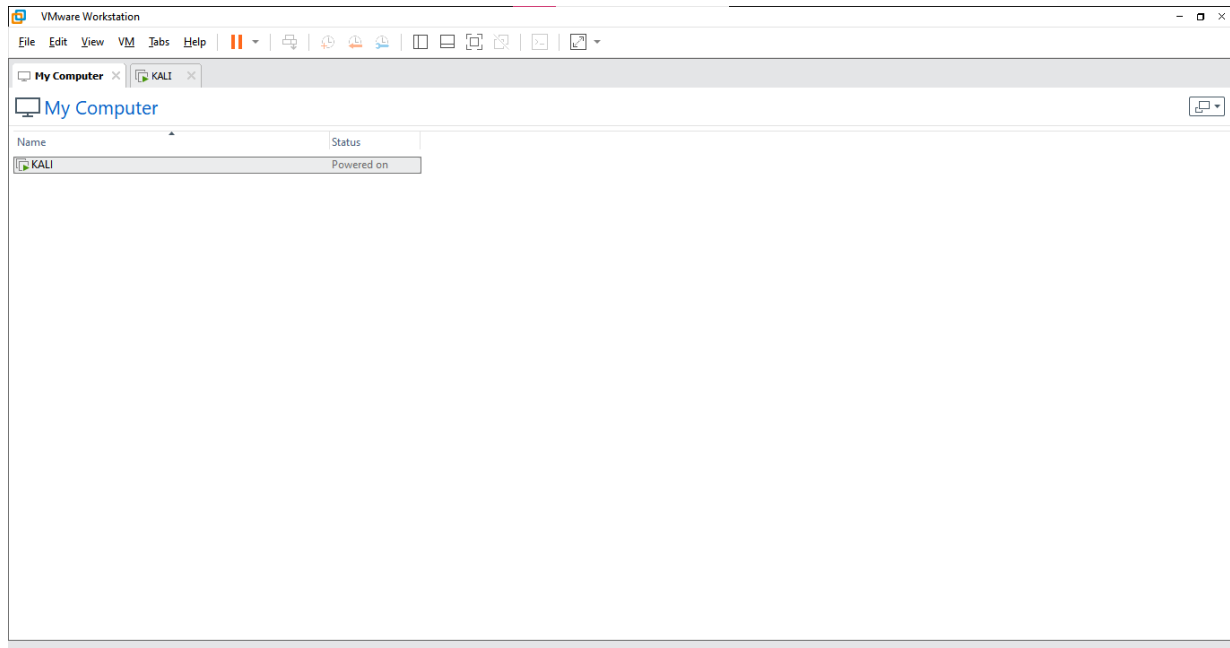 VMware Workstation
File Edit View VM Tabs Help
My Computer KALI
My Computer
Name Status
KALI Powered on